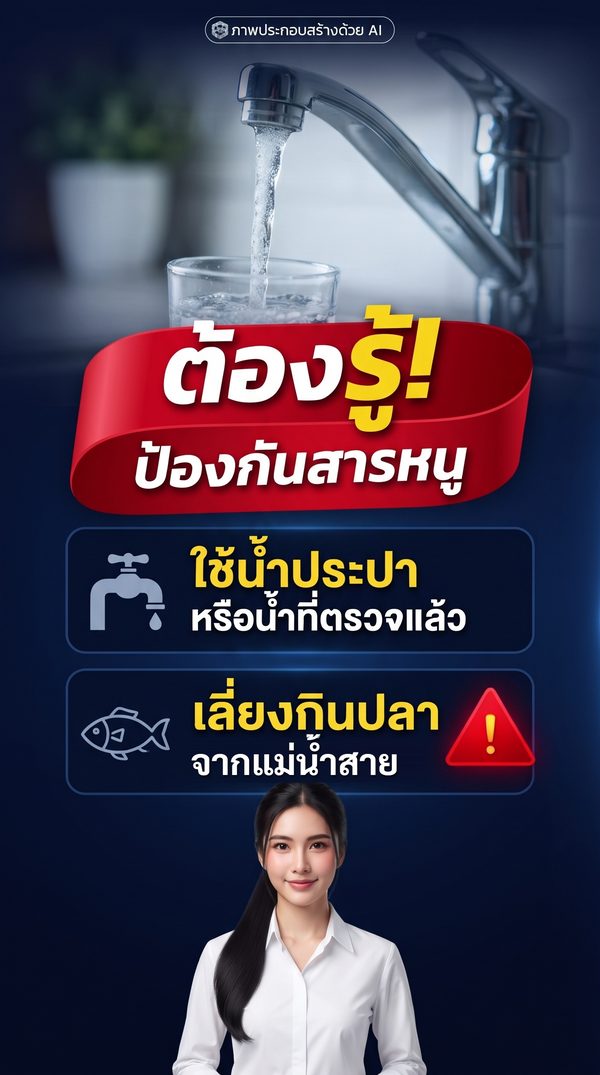 ภาพประกอบสร้างด้วย AI
ต้องรู้!
ป้องกันสารหนู
ใช้น้ำประปา
หรือน้ำที่ตรวจแล้ว
เลี่ยงกินปลา
จากแม่น้ำสาย